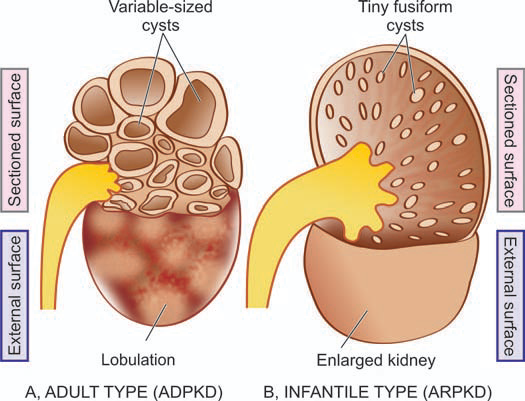 Variable-sized
cysts
Tiny fusiform
cysts
Sectioned surface
Sectioned surface
External surface
External surface
Lobulation
Enlarged kidney
A, ADULT TYPE (ADPKD)
B, INFANTILE TYPE (ARPKD)